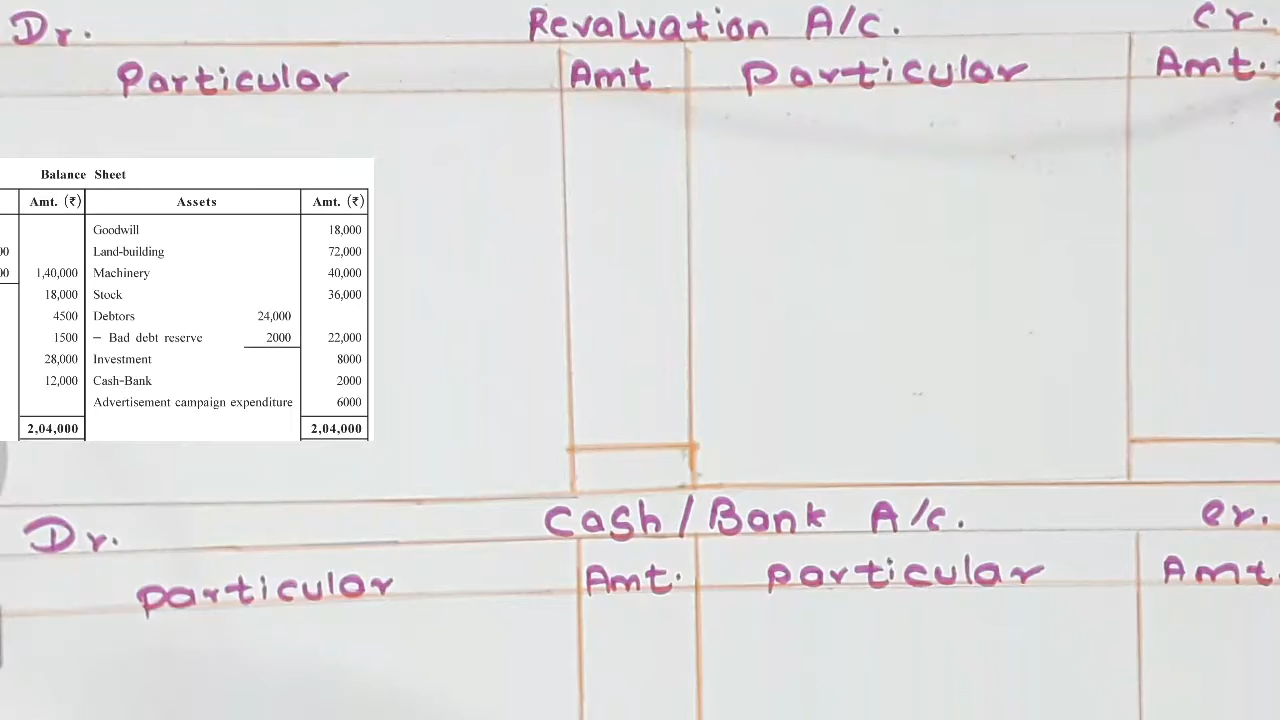 Dr. Revaluation A/c. Cr.
Particular Amt Particular Amt.
Balance Sheet
Amt. (₹) Assets Amt. (₹)
Goodwill 18,000
00 Land-building 72,000
00 1,40,000 Machinery 40,000
18,000 Stock 36,000
4500 Debtors 24,000
1500 – Bad debt reserve 2000 22,000
28,000 Investment 8000
12,000 Cash-Bank 2000
Advertisement campaign expenditure 6000
2,04,000 2,04,000
Dr. Cash/Bank A/c. Cr.
Particular Amt. Particular Amt.